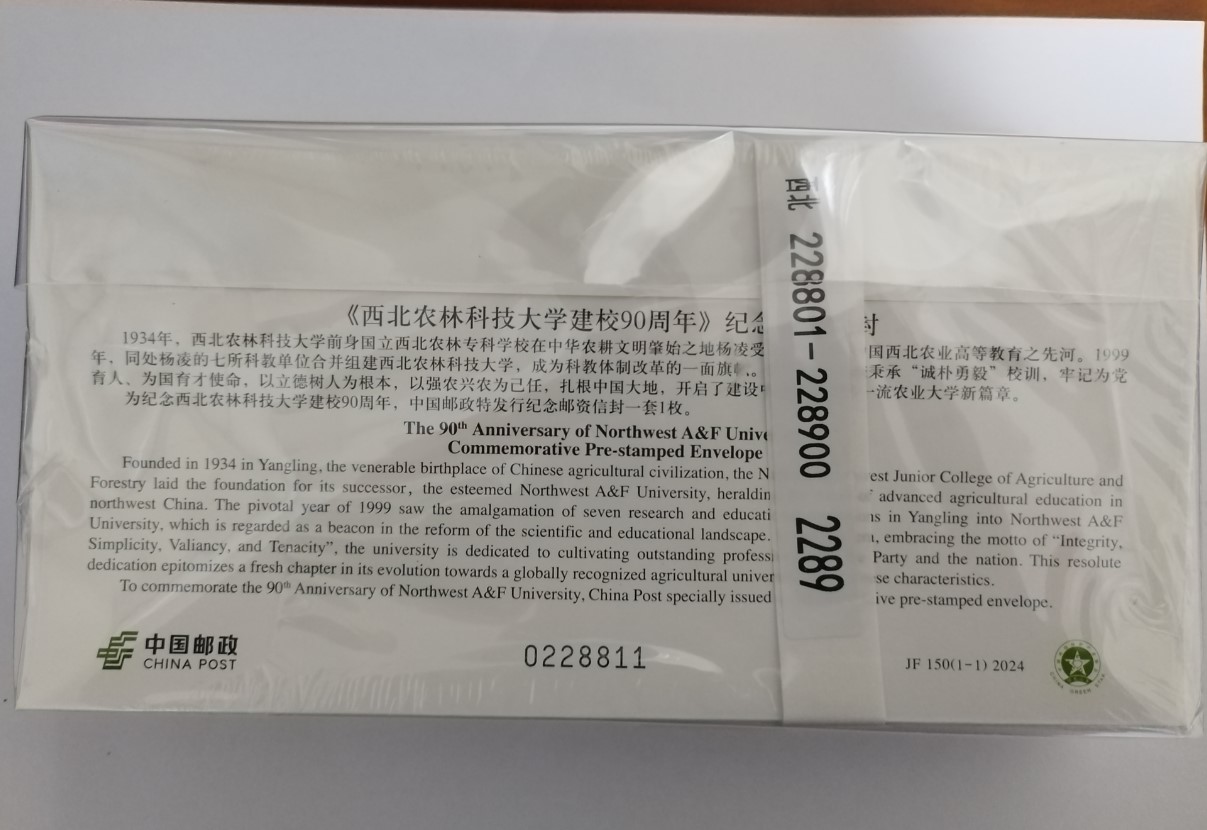 《西北农林科技大学建校90周年》纪念 封
1934年，西北农林科技大学前身国立西北农林专科学校在中华农耕文明肇始之地杨凌受 国西北农业高等教育之先河。1999
年，同处杨凌的七所科教单位合并组建西北农林科技大学，成为科教体制改革的一面旗 秉承“诚朴勇毅”校训，牢记为党
育人、为国育才使命，以立德树人为根本，以强农兴农为己任，扎根中国大地，开启了建设 一流农业大学新篇章。
为纪念西北农林科技大学建校90周年，中国邮政特发行纪念邮资信封一套1枚。
The 90th Anniversary of Northwest A&F Unive
Commemorative Pre-stamped Envelope
Founded in 1934 in Yangling, the venerable birthplace of Chinese agricultural civilization, the N est Junior College of Agriculture and
Forestry laid the foundation for its successor, the esteemed Northwest A&F University, heraldin advanced agricultural education in
northwest China. The pivotal year of 1999 saw the amalgamation of seven research and educati ns in Yangling into Northwest A&F
University, which is regarded as a beacon in the reform of the scientific and educational landscape. , embracing the motto of “Integrity,
Simplicity, Valiancy, and Tenacity”, the university is dedicated to cultivating outstanding profess Party and the nation. This resolute
dedication epitomizes a fresh chapter in its evolution towards a globally recognized agricultural univer se characteristics.
To commemorate the 90th Anniversary of Northwest A&F University, China Post specially issued ive pre-stamped envelope.
西北 228801-228900 2289
中国邮政
CHINA POST
0228811
JF 150(1-1) 2024
CHINA GREEN STAR